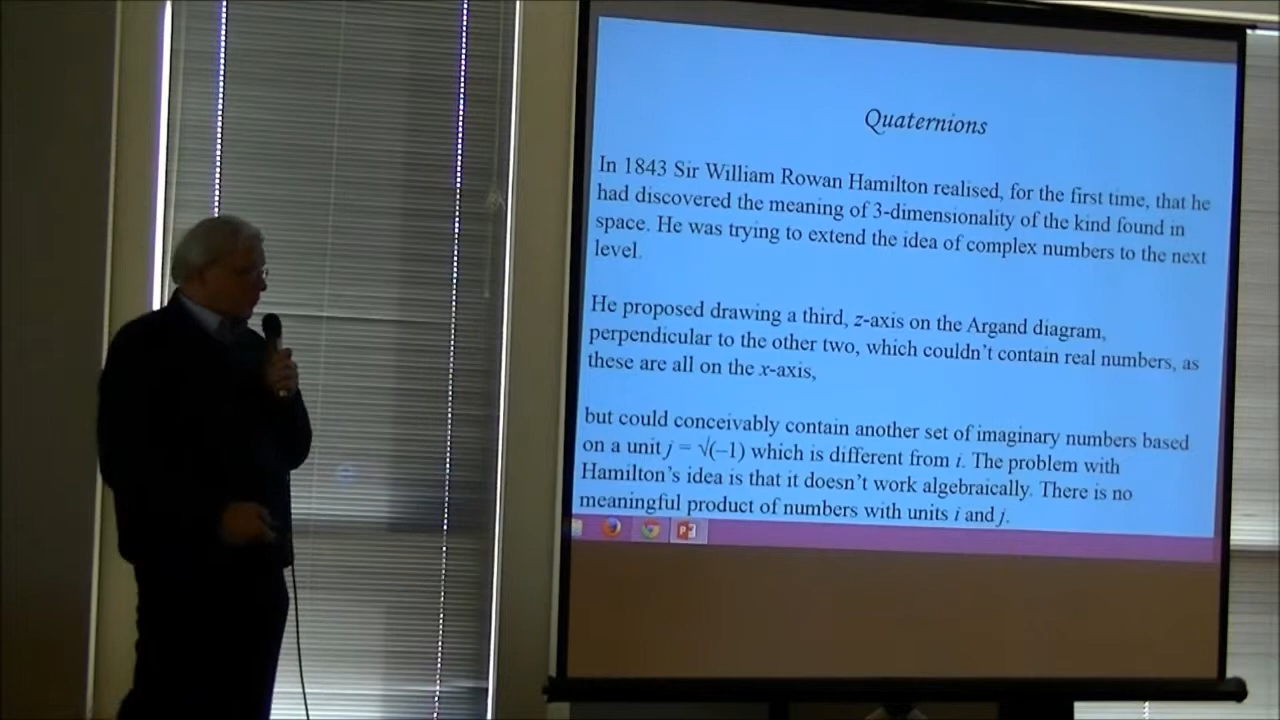 Quaternions
In 1843 Sir William Rowan Hamilton realised, for the first time, that he
had discovered the meaning of 3-dimensionality of the kind found in
space. He was trying to extend the idea of complex numbers to the next
level.
He proposed drawing a third, z-axis on the Argand diagram,
perpendicular to the other two, which couldn’t contain real numbers, as
these are all on the x-axis,
but could conceivably contain another set of imaginary numbers based
on a unit j = √(–1) which is different from i. The problem with
Hamilton’s idea is that it doesn’t work algebraically. There is no
meaningful product of numbers with units i and j.